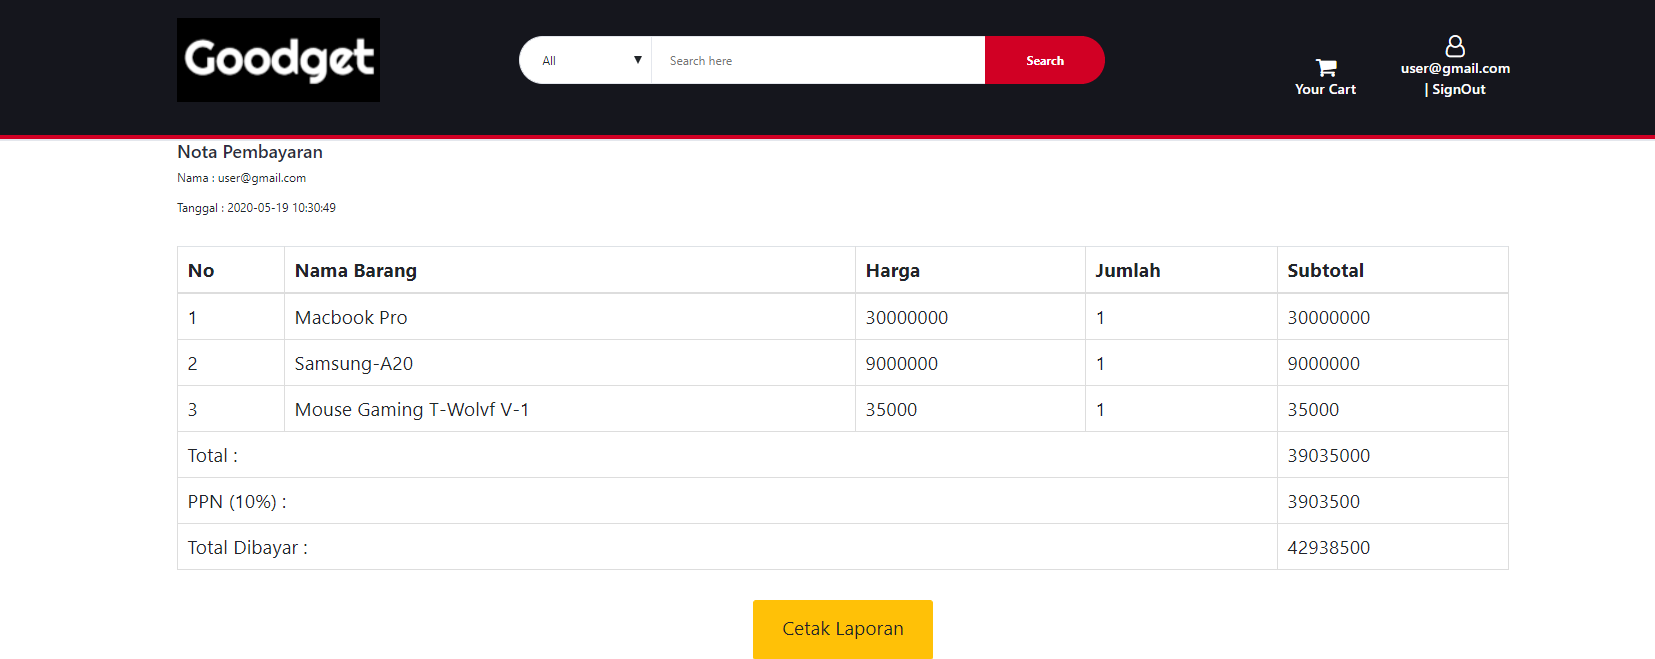 Goodget
All ▼ Search here Search
Your Cart
user@gmail.com
| SignOut
Nota Pembayaran
Nama : user@gmail.com
Tanggal : 2020-05-19 10:30:49
No Nama Barang Harga Jumlah Subtotal
1 Macbook Pro 30000000 1 30000000
2 Samsung-A20 9000000 1 9000000
3 Mouse Gaming T-Wolvf V-1 35000 1 35000
Total : 39035000
PPN (10%) : 3903500
Total Dibayar : 42938500
Cetak Laporan